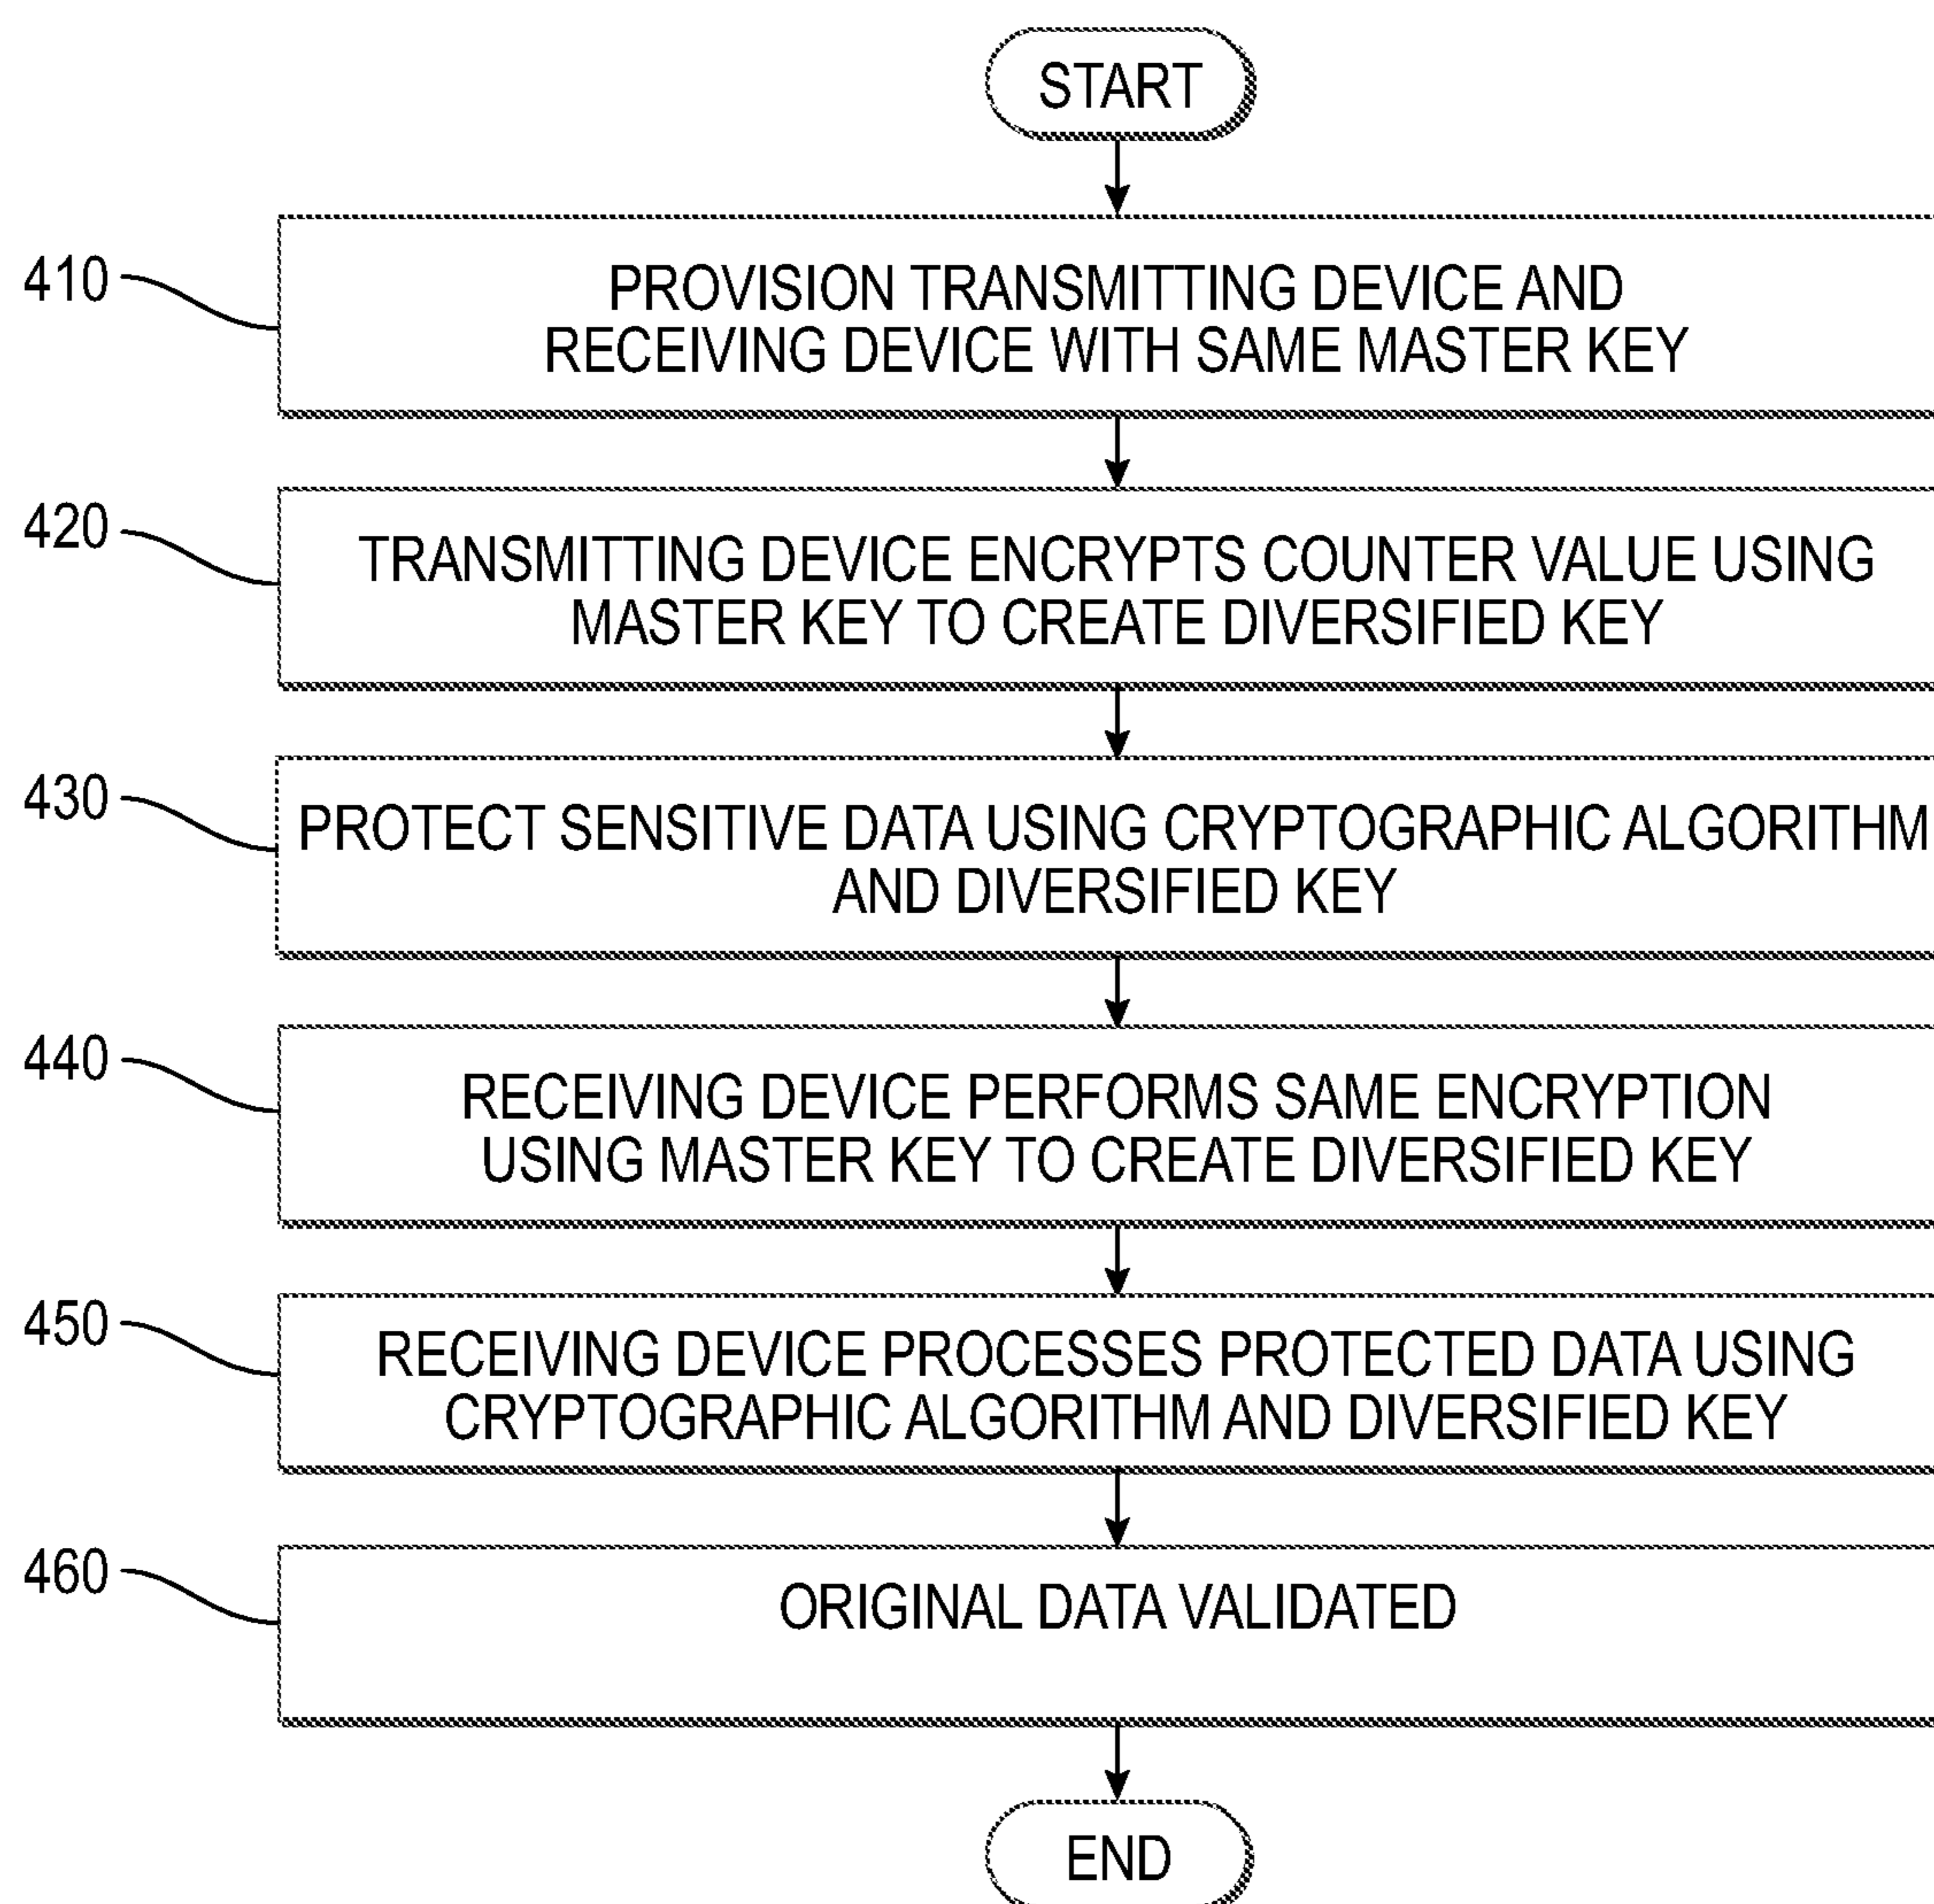 START
410
PROVISION TRANSMITTING DEVICE AND
RECEIVING DEVICE WITH SAME MASTER KEY
420
TRANSMITTING DEVICE ENCRYPTS COUNTER VALUE USING
MASTER KEY TO CREATE DIVERSIFIED KEY
430
PROTECT SENSITIVE DATA USING CRYPTOGRAPHIC ALGORITHM
AND DIVERSIFIED KEY
440
RECEIVING DEVICE PERFORMS SAME ENCRYPTION
USING MASTER KEY TO CREATE DIVERSIFIED KEY
450
RECEIVING DEVICE PROCESSES PROTECTED DATA USING
CRYPTOGRAPHIC ALGORITHM AND DIVERSIFIED KEY
460
ORIGINAL DATA VALIDATED
END